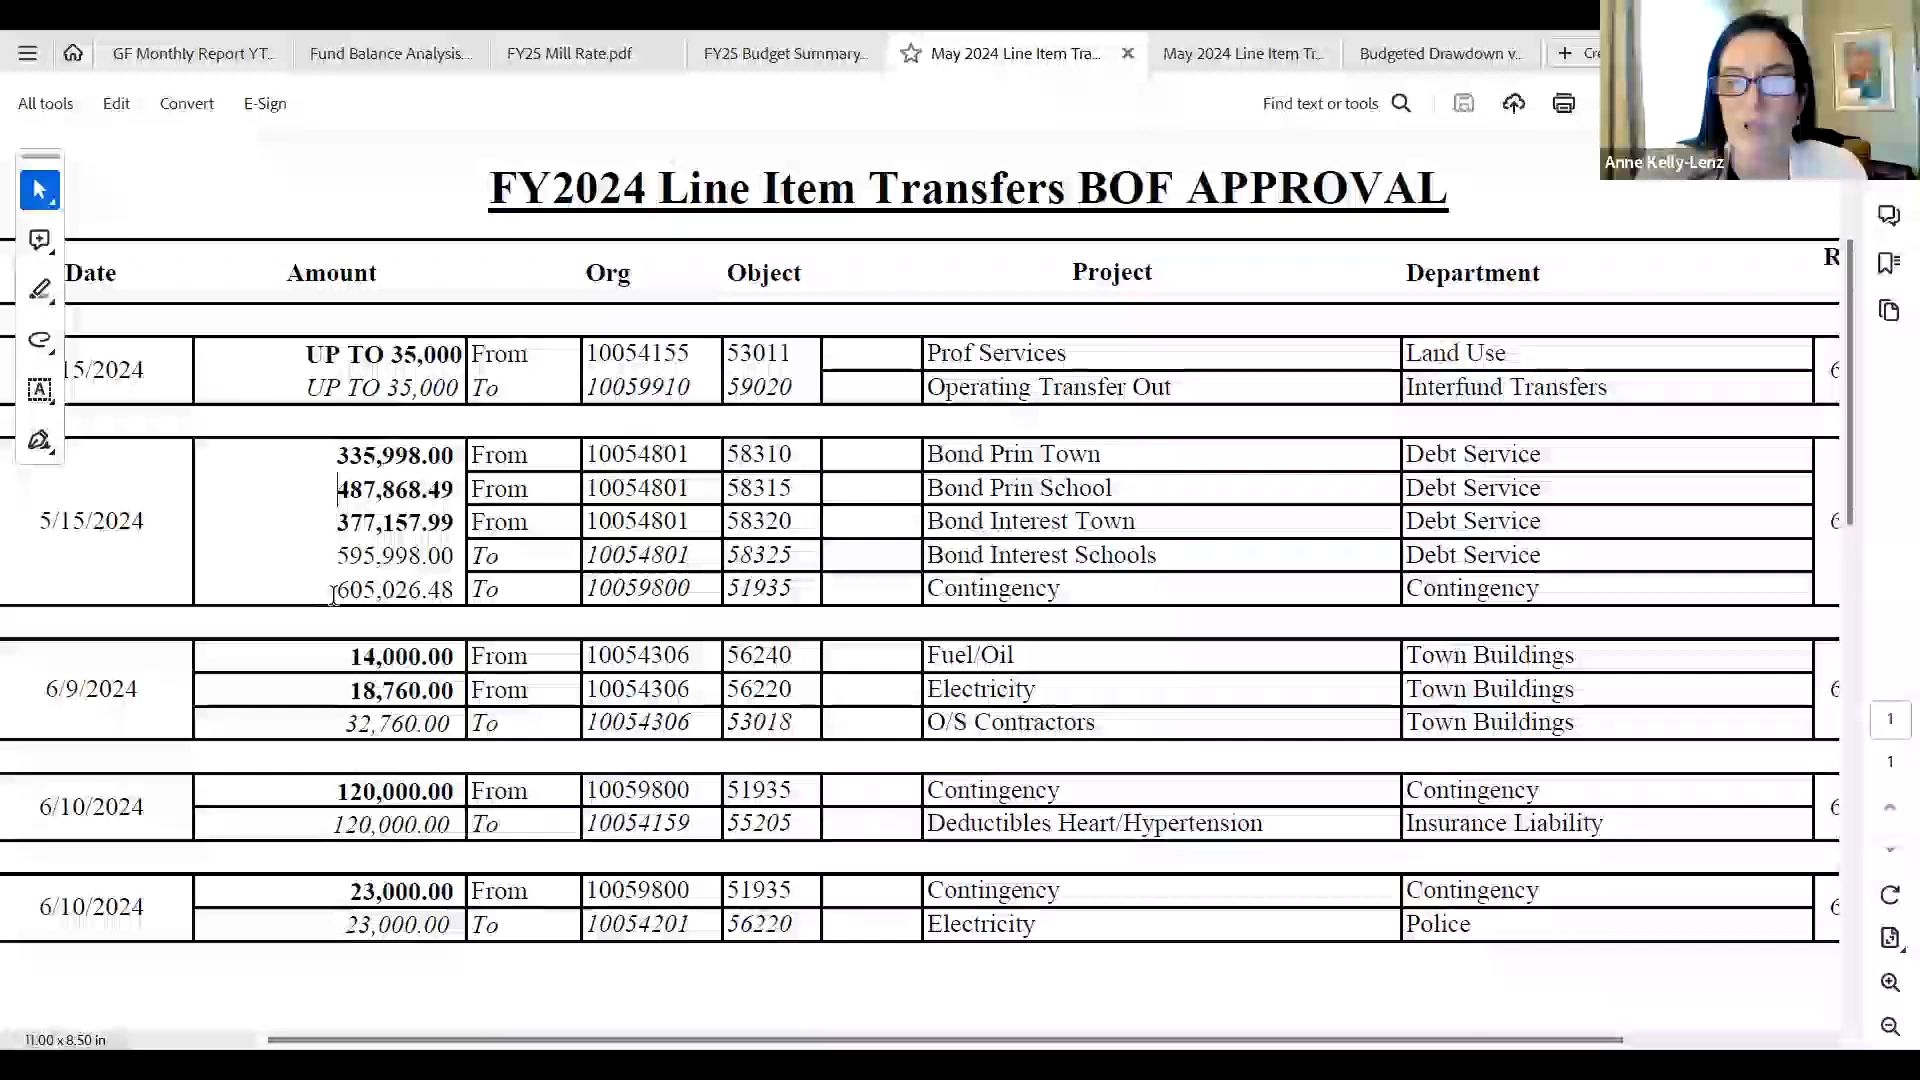 GF Monthly Report YT... Fund Balance Analysis... FY25 Mill Rate.pdf FY25 Budget Summary... May 2024 Line Item Tra... May 2024 Line Item Tr... Budgeted Drawdown v... + Cre
All tools Edit Convert E-Sign Find text or tools
Anne Kelly-Lenz
FY2024 Line Item Transfers BOF APPROVAL
Date Amount Org Object Project Department R
15/2024 UP TO 35,000 From 10054155 53011 Prof Services Land Use
UP TO 35,000 To 10059910 59020 Operating Transfer Out Interfund Transfers 6
335,998.00 From 10054801 58310 Bond Prin Town Debt Service
487,868.49 From 10054801 58315 Bond Prin School Debt Service
5/15/2024 377,157.99 From 10054801 58320 Bond Interest Town Debt Service 6
595,998.00 To 10054801 58325 Bond Interest Schools Debt Service
605,026.48 To 10059800 51935 Contingency Contingency
14,000.00 From 10054306 56240 Fuel/Oil Town Buildings
6/9/2024 18,760.00 From 10054306 56220 Electricity Town Buildings 6
32,760.00 To 10054306 53018 O/S Contractors Town Buildings
1
1
6/10/2024 120,000.00 From 10059800 51935 Contingency Contingency 6
120,000.00 To 10054159 55205 Deductibles Heart/Hypertension Insurance Liability
6/10/2024 23,000.00 From 10059800 51935 Contingency Contingency 6
23,000.00 To 10054201 56220 Electricity Police
11.00 x 8.50 in